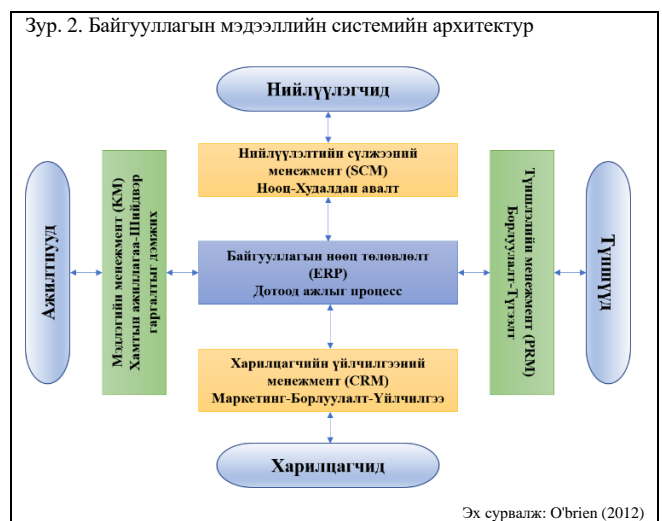 Зур. 2. Байгууллагын мэдээллийн системийн архитектур
Нийлүүлэгчид
Нийлүүлэлтийн сүлжээний
менежмент (SCM)
Нөөц-Худалдан авалт
Ажилтнууд
Мэдлэгийн менежмент (KM)
Хамтын ажиллагаа-Шийдвэр
гаргалтыг дэмжих
Байгууллагын нөөц төлөвлөлт
(ERP)
Дотоод ажлыг процесс
Түншлэлийн менежмент (PRM)
Борлуулалт-Түгээлт
Түншүүд
Харилцагчийн үйлчилгээний
менежмент (CRM)
Маркетинг-Борлуулалт-Үйлчилгээ
Харилцагчид
Эх сурвалж: O'brien (2012)